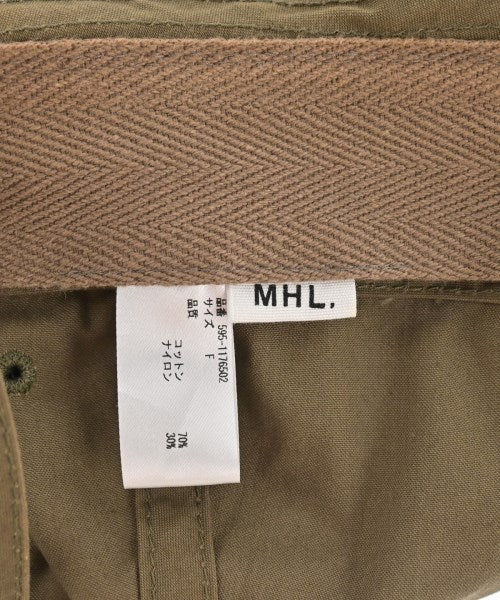 MHL.
品番 595-1176502
サイズ F
品質
コットン 70%
ナイロン 30%